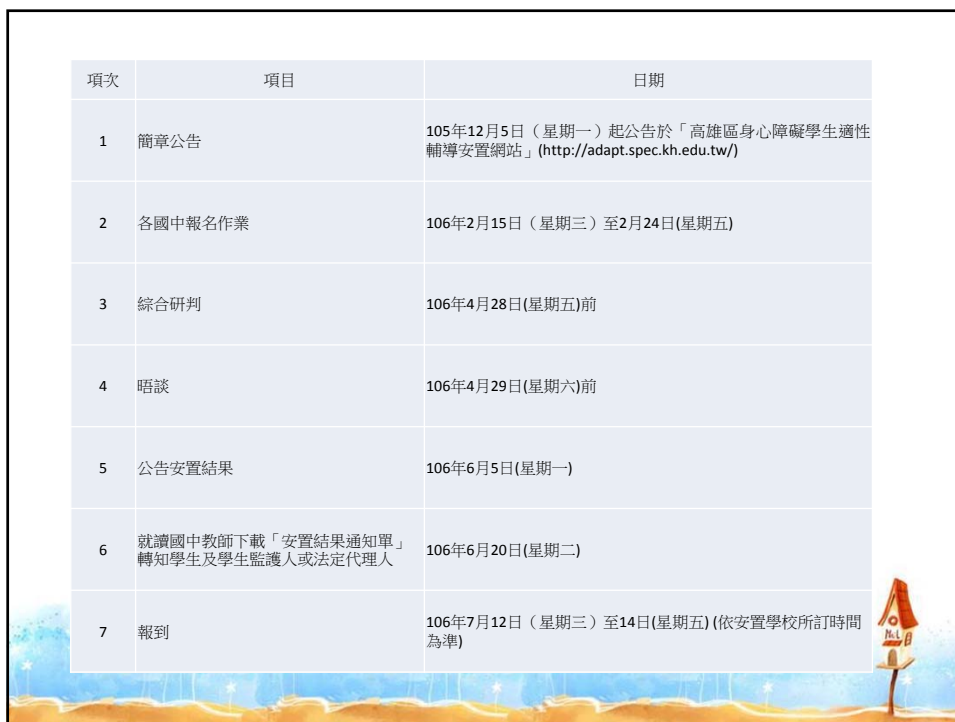 項次 項目 日期
1 簡章公告 105年12月5日（星期一）起公告於「高雄區身心障礙學生適性
輔導安置網站」(http://adapt.spec.kh.edu.tw/)
2 各國中報名作業 106年2月15日（星期三）至2月24日(星期五)
3 綜合研判 106年4月28日(星期五)前
4 晤談 106年4月29日(星期六)前
5 公告安置結果 106年6月5日(星期一)
6 就讀國中教師下載「安置結果通知單」
轉知學生及學生監護人或法定代理人 106年6月20日(星期二)
7 報到 106年7月12日（星期三）至14日(星期五) (依安置學校所訂時間
為準)